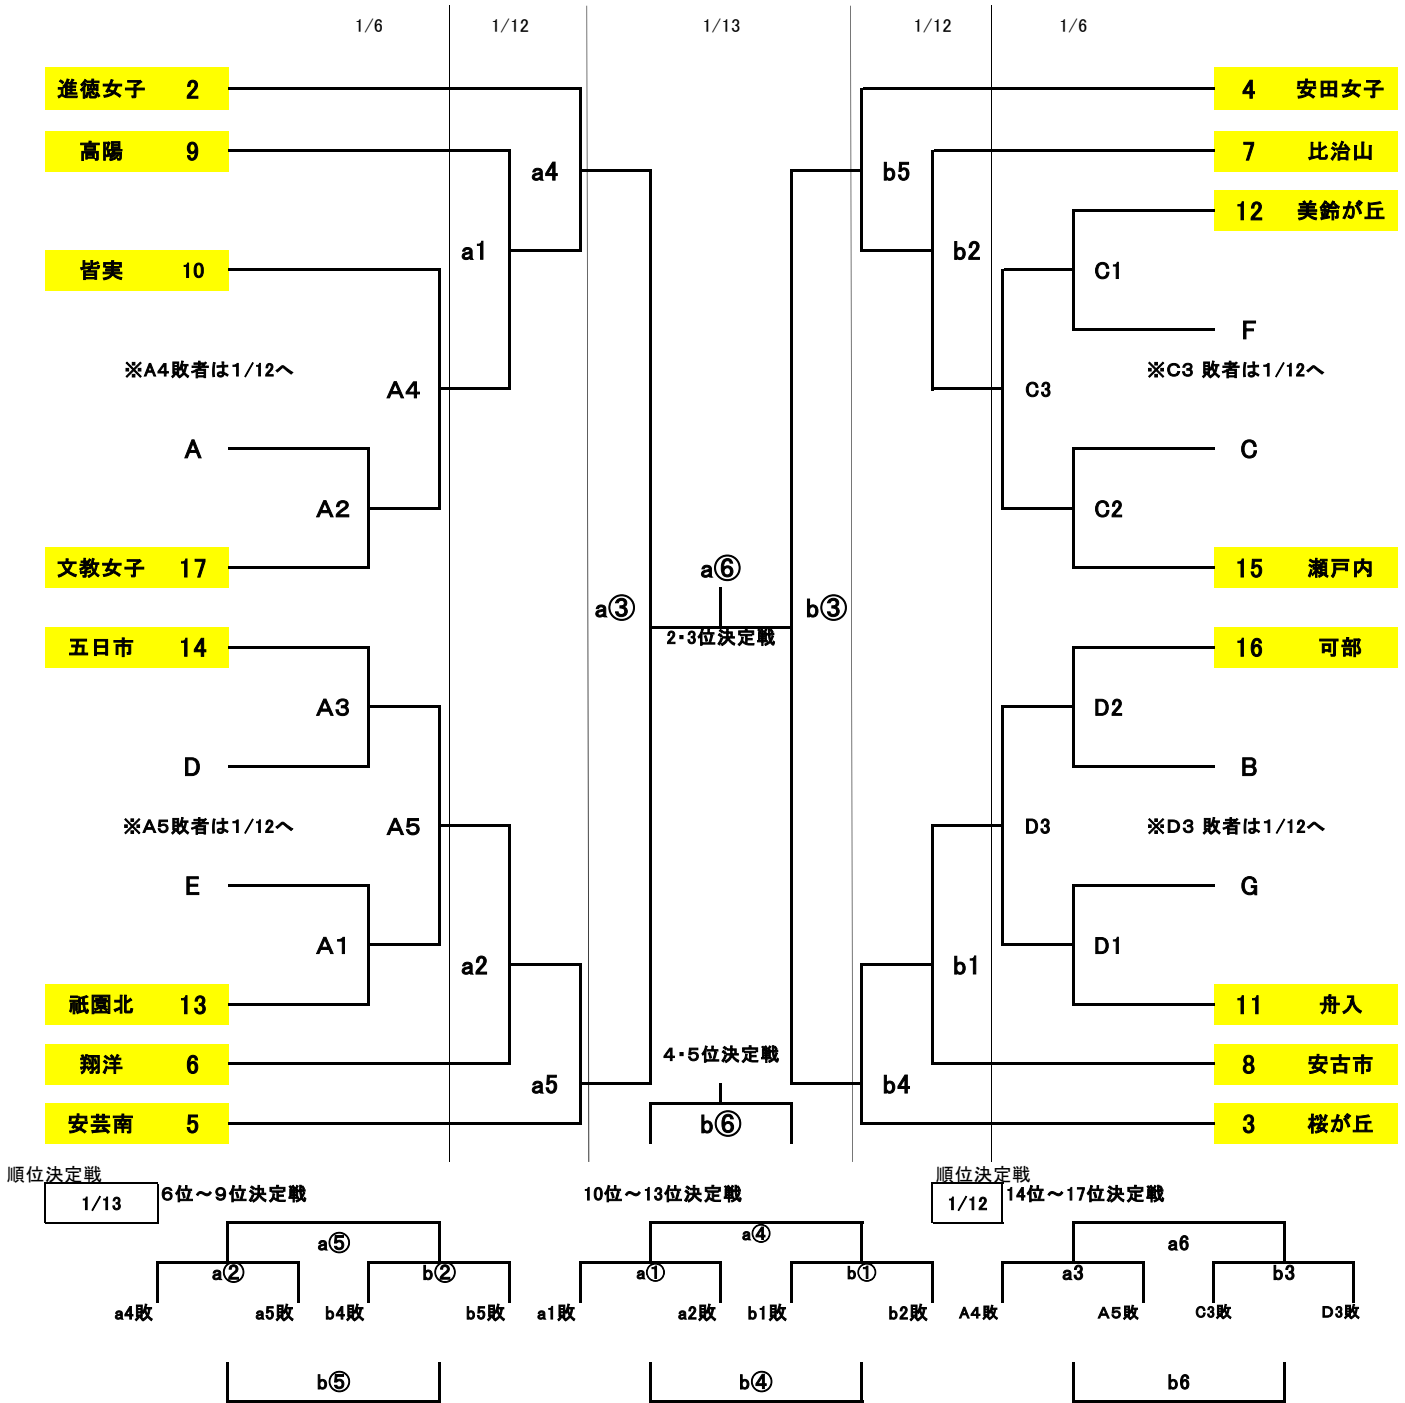 1/6 1/12 1/13 1/12 1/6
進徳女子 2
4 安田女子
高陽 9
7 比治山
a4
b5
12 美鈴が丘
a1
b2
皆実 10
C1
F
※A4敗者は1/12へ
※C3 敗者は1/12へ
A4
C3
A
C
A2
C2
文教女子 17
a⑥
15 瀬戸内
a③
b③
2・3位決定戦
五日市 14
16 可部
A3
D2
D
B
※A5敗者は1/12へ
A5
D3
※D3 敗者は1/12へ
E
G
A1
D1
a2
b1
祇園北 13
11 舟入
4・5位決定戦
翔洋 6
8 安古市
a5
b4
安芸南 5
b⑥
3 桜が丘
順位決定戦
順位決定戦
1/13 6位～9位決定戦
10位～13位決定戦
1/12 14位～17位決定戦
a⑤
a④
a6
a② b② a① b① a3 b3
a4敗 a5敗 b4敗 b5敗 a1敗 a2敗 b1敗 b2敗 A4敗 A5敗 C3敗 D3敗
b⑤ b④ b6